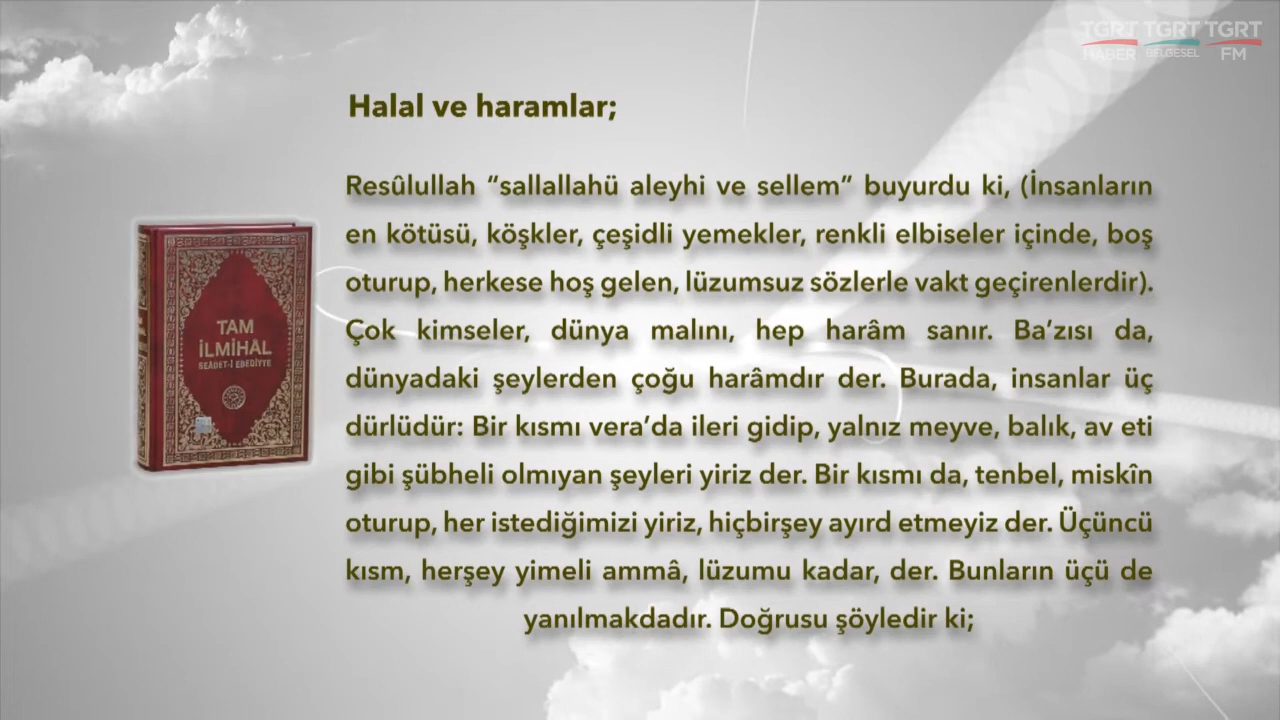 TGRT TGRT TGRT
HABER BELGESEL FM
Halal ve haramlar;
Resûlullah “sallallahü aleyhi ve sellem” buyurdu ki, (İnsanların
en kötüsü, köşkler, çeşidli yemekler, renkli elbiseler içinde, boş
oturup, herkese hoş gelen, lüzumsuz sözlerle vakt geçirenlerdir).
Çok kimseler, dünya malını, hep harâm sanır. Ba’zısı da,
dünyadaki şeylerden çoğu harâmdır der. Burada, insanlar üç
dürlüdür: Bir kısmı vera’da ileri gidip, yalnız meyve, balık, av eti
gibi şübheli olmıyan şeyleri yiriz der. Bir kısmı da, tenbel, miskîn
oturup, her istediğimizi yiriz, hiçbirşey ayırd etmeyiz der. Üçüncü
kısm, herşey yimeli ammâ, lüzumu kadar, der. Bunların üçü de
yanılmakdadır. Doğrusu şöyledir ki;
TAM
İLMİHAL
SEÂDET-İ EBEDİYYE